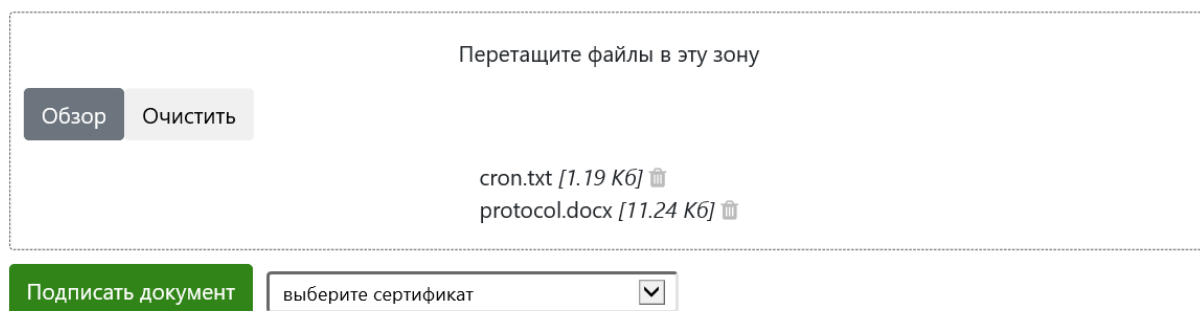 Перетащите файлы в эту зону
Обзор Очистить
cron.txt [1.19 Кб]
protocol.docx [11.24 Кб]
Подписать документ выберите сертификат